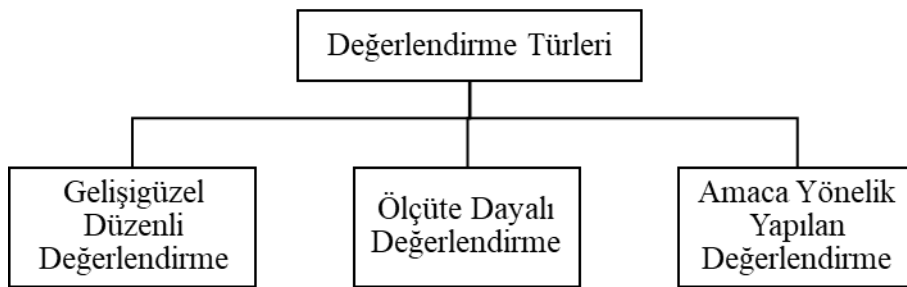 Değerlendirme Türleri
Gelişigüzel
Düzenli
Değerlendirme
Ölçüte Dayalı
Değerlendirme
Amaca Yönelik
Yapılan
Değerlendirme